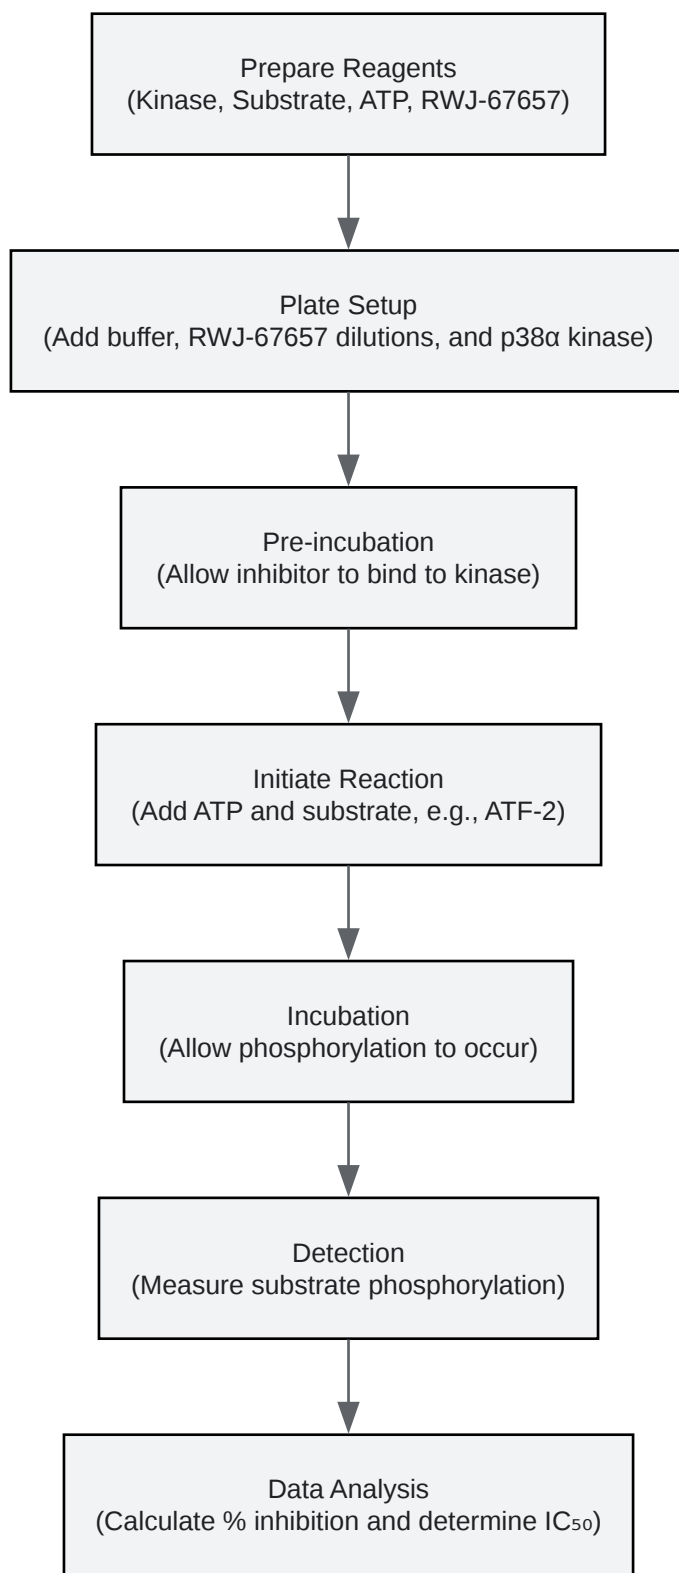 Prepare Reagents
(Kinase, Substrate, ATP, RWJ-67657)
Plate Setup
(Add buffer, RWJ-67657 dilutions, and p38α kinase)
Pre-incubation
(Allow inhibitor to bind to kinase)
Initiate Reaction
(Add ATP and substrate, e.g., ATF-2)
Incubation
(Allow phosphorylation to occur)
Detection
(Measure substrate phosphorylation)
Data Analysis
(Calculate % inhibition and determine IC₅₀)